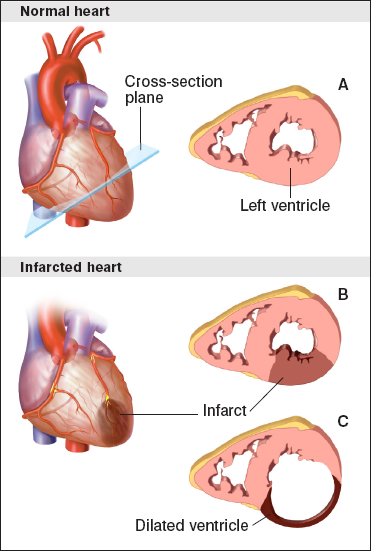 Normal heart
Cross-section
plane
A
Left ventricle
Infarcted heart
B
Infarct
C
Dilated ventricle